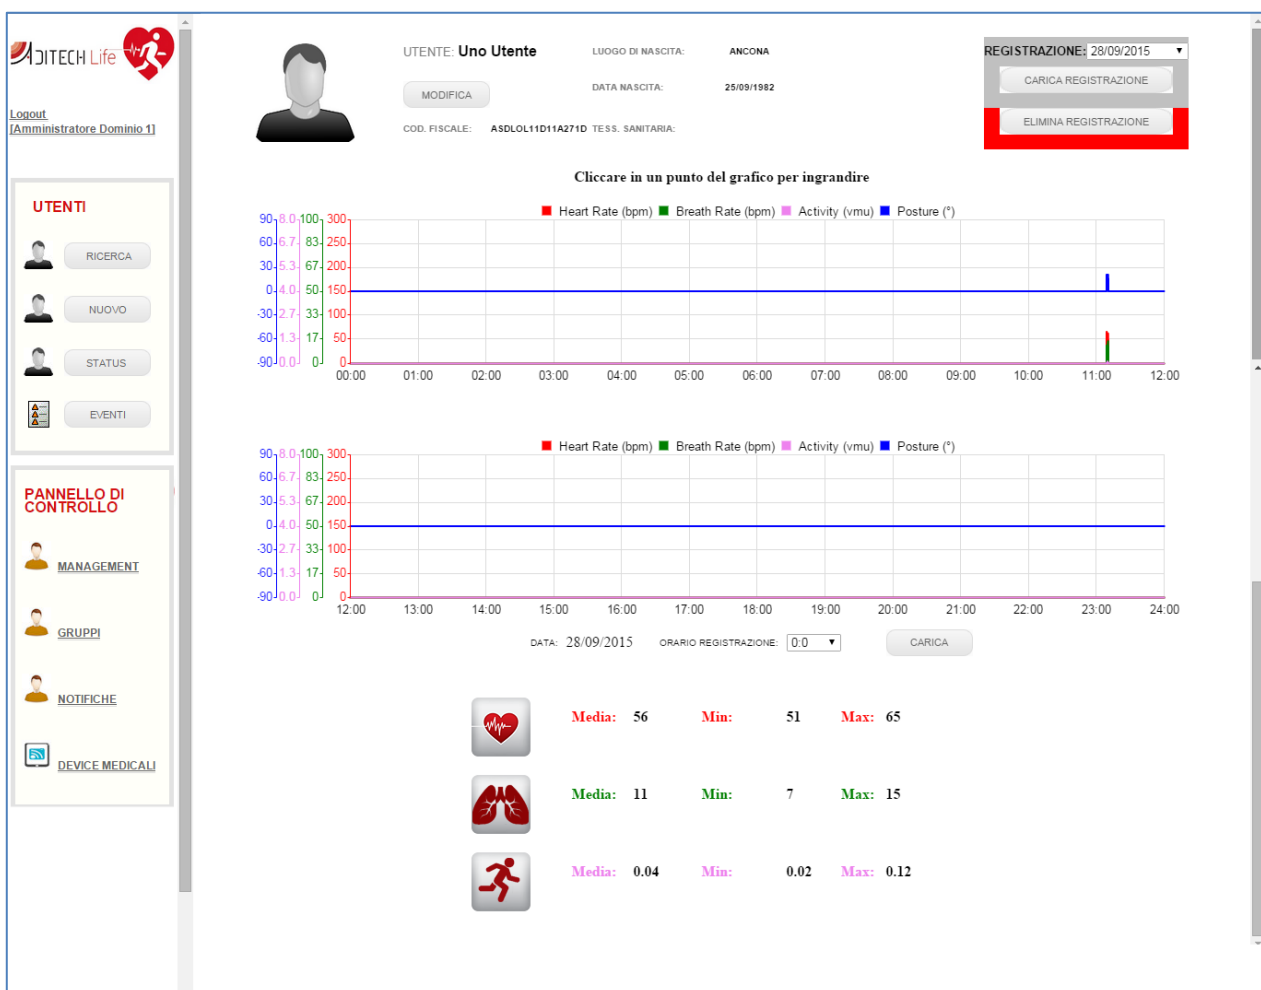 ADITECH Life
Logout
[Amministratore Dominio 1]
UTENTI
RICERCA
NUOVO
STATUS
EVENTI
PANNELLO DI
CONTROLLO
MANAGEMENT
GRUPPI
NOTIFICHE
DEVICE MEDICALI
UTENTE: Uno Utente
LUOGO DI NASCITA: ANCONA
MODIFICA
DATA NASCITA: 25/09/1982
COD. FISCALE: ASDLOL11D11A271D TESS. SANITARIA:
REGISTRAZIONE: 28/09/2015
CARICA REGISTRAZIONE
ELIMINA REGISTRAZIONE
Cliccare in un punto del grafico per ingrandire
Heart Rate (bpm) Breath Rate (bpm) Activity (vmu) Posture (°)
90 8.0 100 300
60 6.7 83 250
30 5.3 67 200
0 4.0 50 150
-30 2.7 33 100
-60 1.3 17 50
-90 0.0 0 0
00:00 01:00 02:00 03:00 04:00 05:00 06:00 07:00 08:00 09:00 10:00 11:00 12:00
Heart Rate (bpm) Breath Rate (bpm) Activity (vmu) Posture (°)
90 8.0 100 300
60 6.7 83 250
30 5.3 67 200
0 4.0 50 150
-30 2.7 33 100
-60 1.3 17 50
-90 0.0 0 0
12:00 13:00 14:00 15:00 16:00 17:00 18:00 19:00 20:00 21:00 22:00 23:00 24:00
DATA: 28/09/2015 ORARIO REGISTRAZIONE: 0:0 CARICA
Media: 56 Min: 51 Max: 65
Media: 11 Min: 7 Max: 15
Media: 0.04 Min: 0.02 Max: 0.12